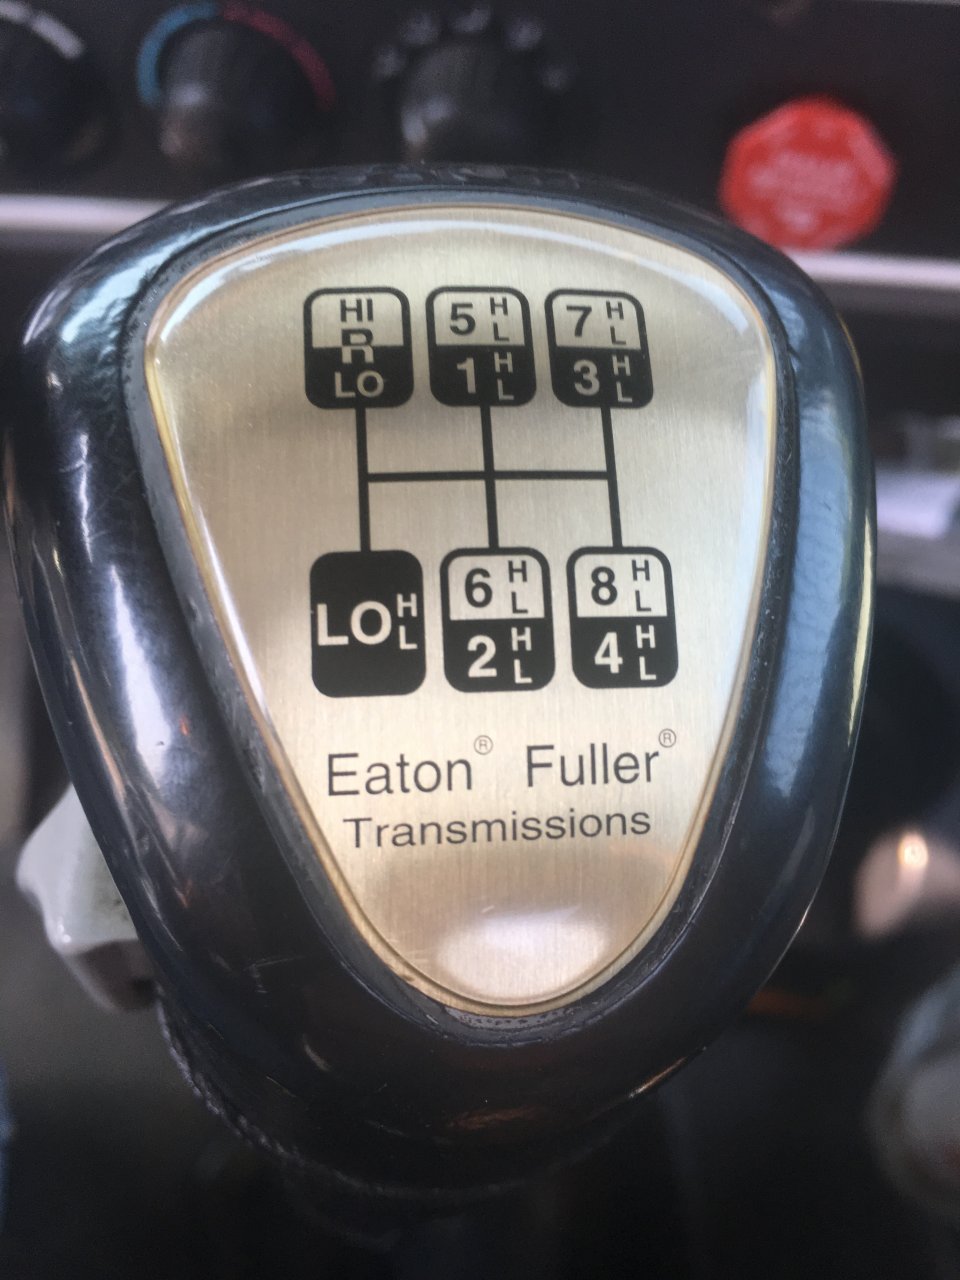 HI
R
LO
5 H L
1 H L
7 H L
3 H L
LO H L
6 H L
2 H L
8 H L
4 H L
Eaton® Fuller®
Transmissions